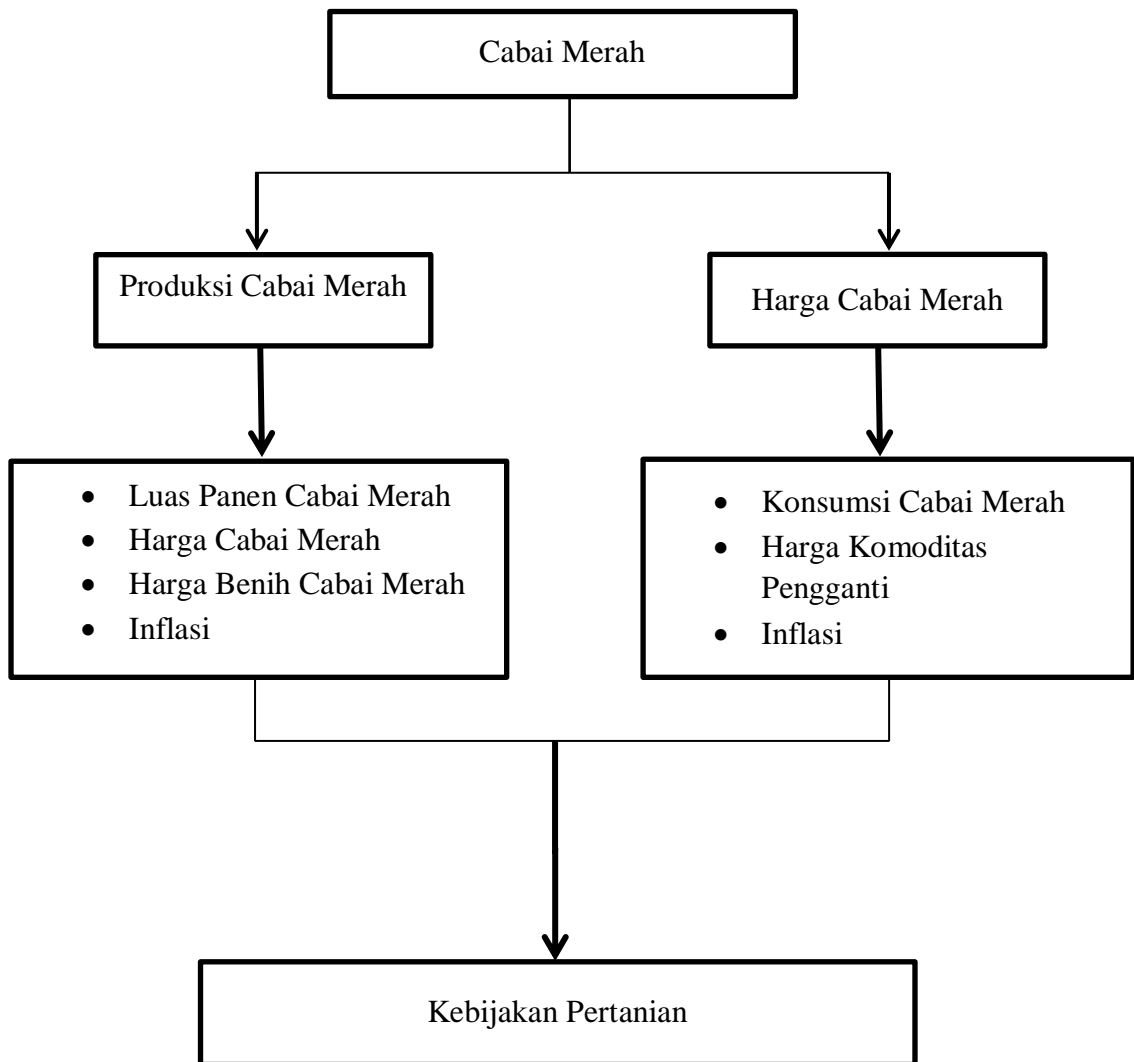 Cabai Merah
Produksi Cabai Merah
Harga Cabai Merah
• Luas Panen Cabai Merah
• Harga Cabai Merah
• Harga Benih Cabai Merah
• Inflasi
• Konsumsi Cabai Merah
• Harga Komoditas
Pengganti
• Inflasi
Kebijakan Pertanian